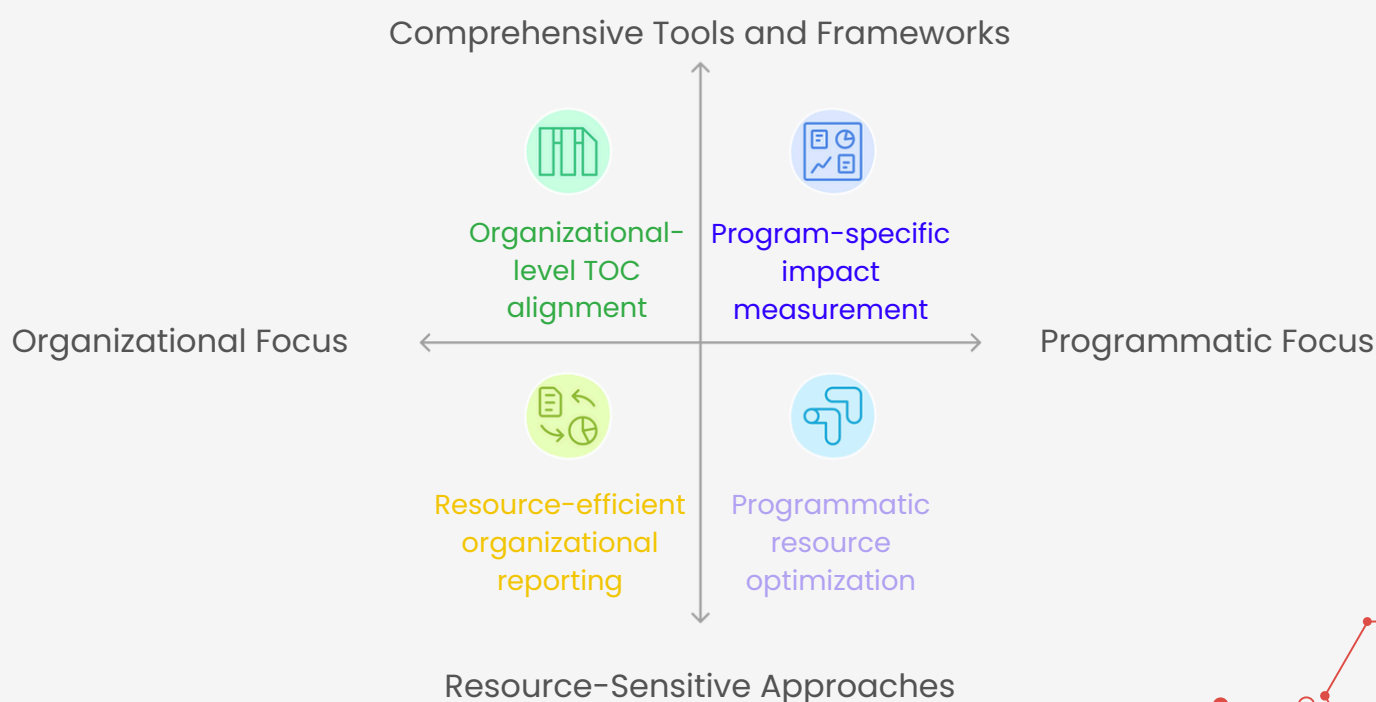 Comprehensive Tools and Frameworks
Organizational-
level TOC
alignment
Program-specific
impact
measurement
Organizational Focus
Programmatic Focus
Resource-efficient
organizational
reporting
Programmatic
resource
optimization
Resource-Sensitive Approaches